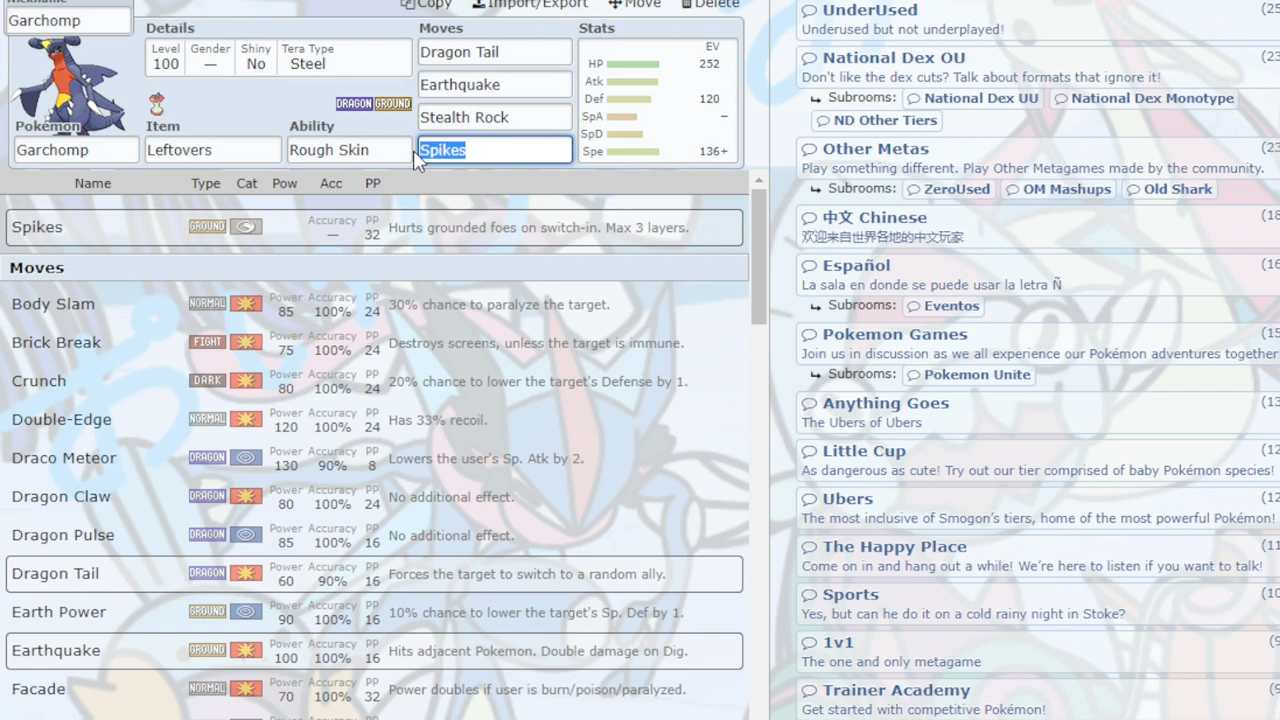 Nickname
Garchomp
Copy Import/Export Move Delete
Details
Level Gender Shiny Tera Type
100 — No Steel
DRAGON GROUND
Pokémon Item Ability
Garchomp Leftovers Rough Skin
Moves
Dragon Tail
Earthquake
Stealth Rock
Spikes
Stats
EV
HP 252
Atk
Def 120
SpA –
SpD
Spe 136+
Name Type Cat Pow Acc PP
Spikes GROUND Accuracy — PP 32 Hurts grounded foes on switch-in. Max 3 layers.
Moves
Body Slam NORMAL Power 85 Accuracy 100% PP 24 30% chance to paralyze the target.
Brick Break FIGHT Power 75 Accuracy 100% PP 24 Destroys screens, unless the target is immune.
Crunch DARK Power 80 Accuracy 100% PP 24 20% chance to lower the target's Defense by 1.
Double-Edge NORMAL Power 120 Accuracy 100% PP 24 Has 33% recoil.
Draco Meteor DRAGON Power 130 Accuracy 90% PP 8 Lowers the user's Sp. Atk by 2.
Dragon Claw DRAGON Power 80 Accuracy 100% PP 24 No additional effect.
Dragon Pulse DRAGON Power 85 Accuracy 100% PP 16 No additional effect.
Dragon Tail DRAGON Power 60 Accuracy 90% PP 16 Forces the target to switch to a random ally.
Earth Power GROUND Power 90 Accuracy 100% PP 16 10% chance to lower the target's Sp. Def by 1.
Earthquake GROUND Power 100 Accuracy 100% PP 16 Hits adjacent Pokemon. Double damage on Dig.
Facade NORMAL Power 70 Accuracy 100% PP 32 Power doubles if user is burn/poison/paralyzed.
UnderUsed (25
Underused but not underplayed!
National Dex OU (23
Don't like the dex cuts? Talk about formats that ignore it!
Subrooms: National Dex UU National Dex Monotype
ND Other Tiers
Other Metas (23
Play something different. Play Other Metagames made by the community.
Subrooms: ZeroUsed OM Mashups Old Shark
中文 Chinese (18
欢迎来自世界各地的中文玩家
Español (16
La sala en donde se puede usar la letra Ñ
Subrooms: Eventos
Pokemon Games (15
Join us in discussion as we all experience our Pokémon adventures together
Subrooms: Pokemon Unite
Anything Goes (13
The Ubers of Ubers
Little Cup (12
As dangerous as cute! Try out our tier comprised of baby Pokémon species!
Ubers (12
The most inclusive of Smogon's tiers, home of the most powerful Pokémon!
The Happy Place (11
Come on in and hang out a while! We're here to listen if you want to talk!
Sports (10
Yes, but can he do it on a cold rainy night in Stoke?
1v1 (9
The one and only metagame
Trainer Academy (9
Get started with competitive Pokémon!